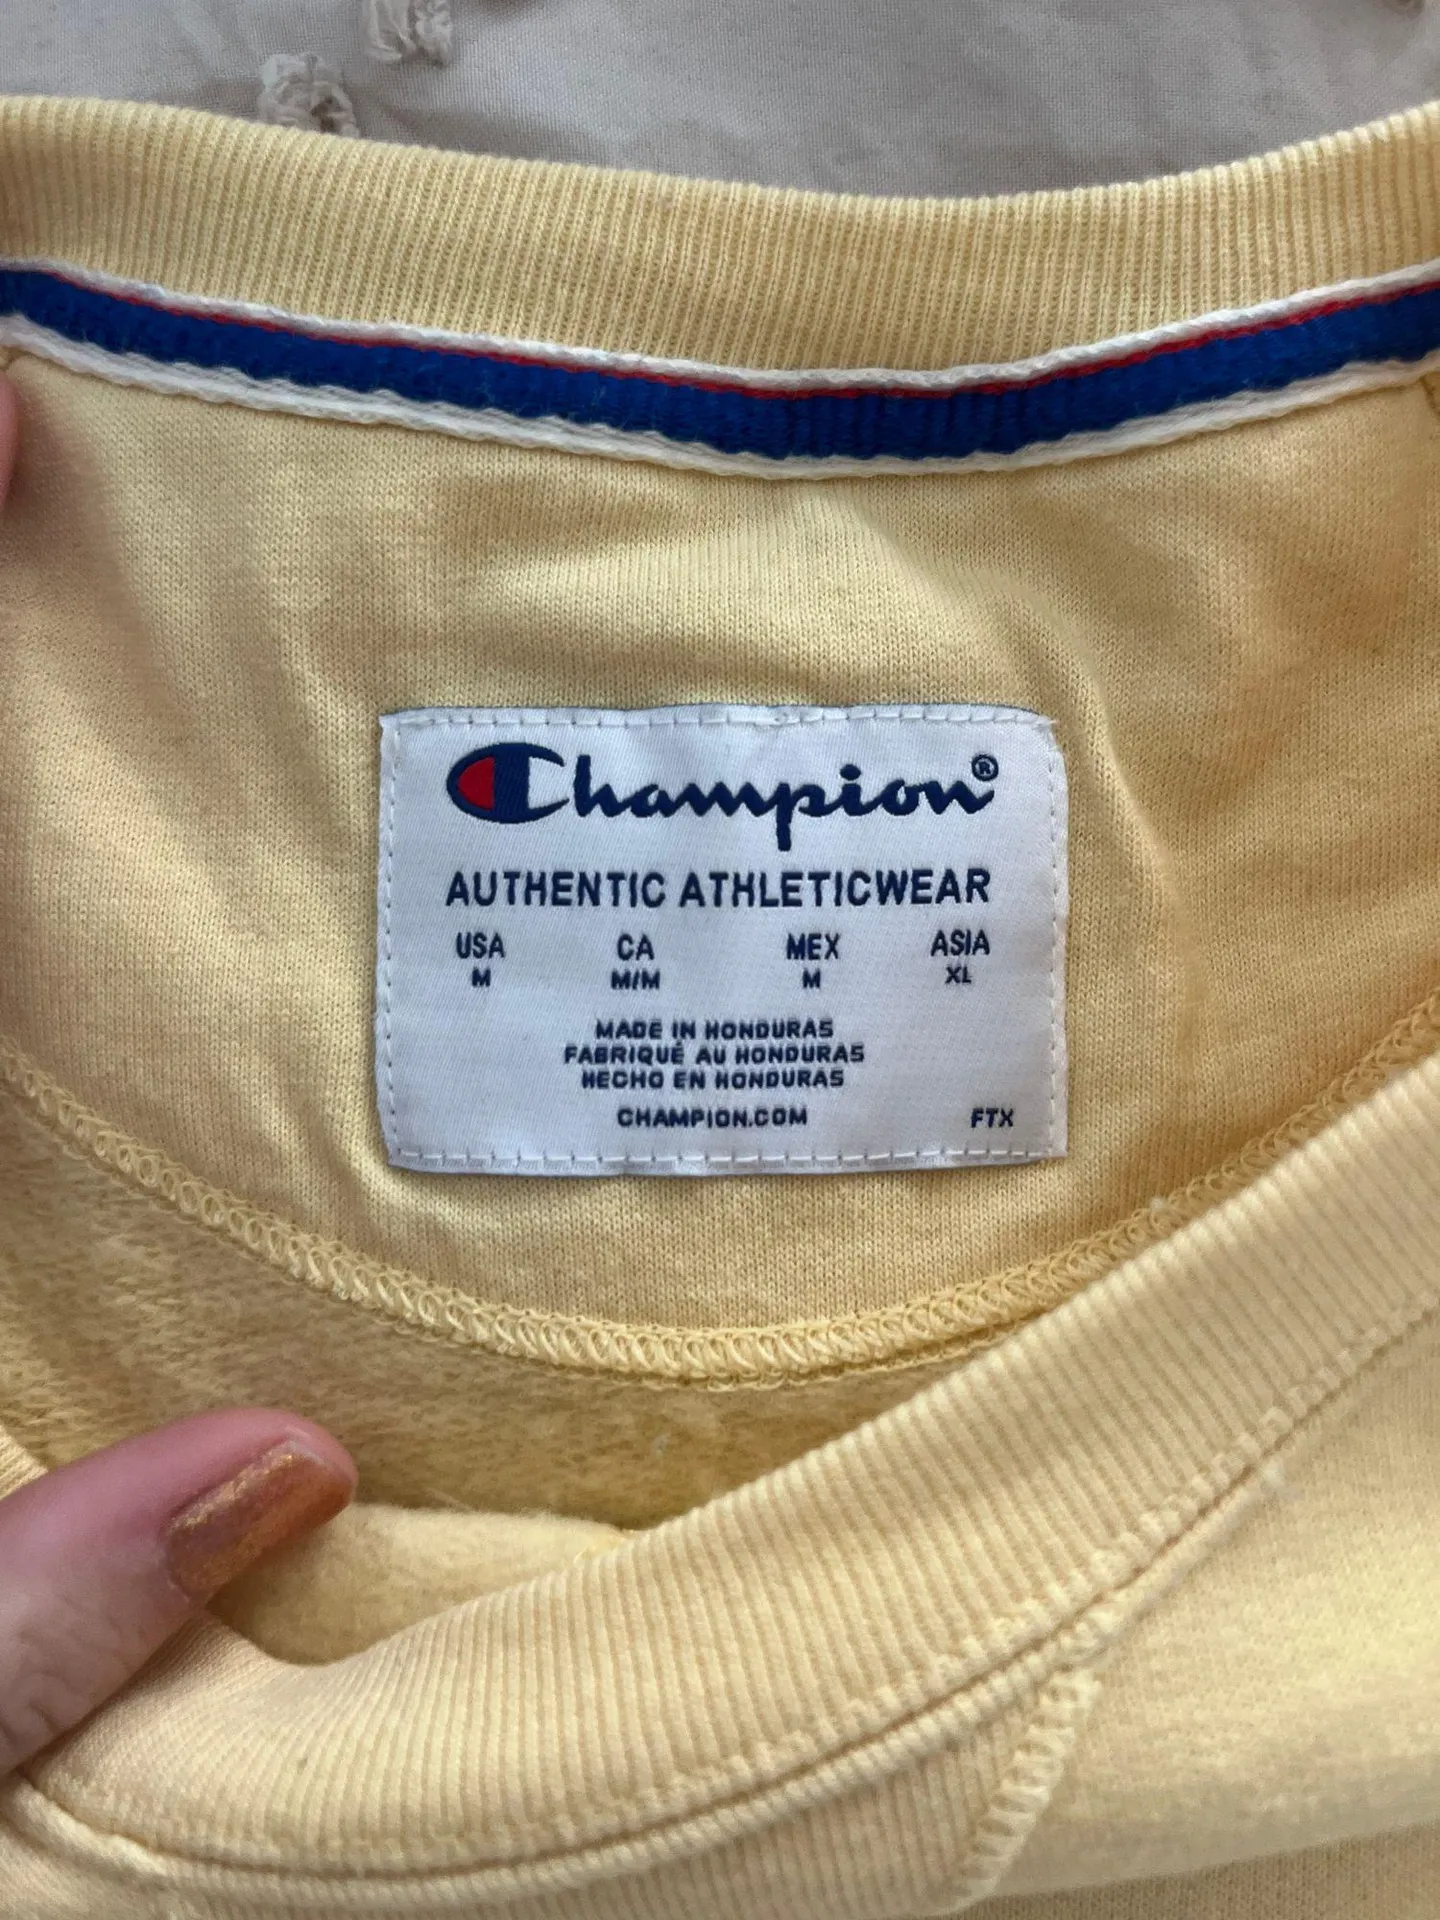 Champion®
AUTHENTIC ATHLETICWEAR
USA CA MEX ASIA
M M/M M XL
MADE IN HONDURAS
FABRIQUÉ AU HONDURAS
HECHO EN HONDURAS
CHAMPION.COM FTX